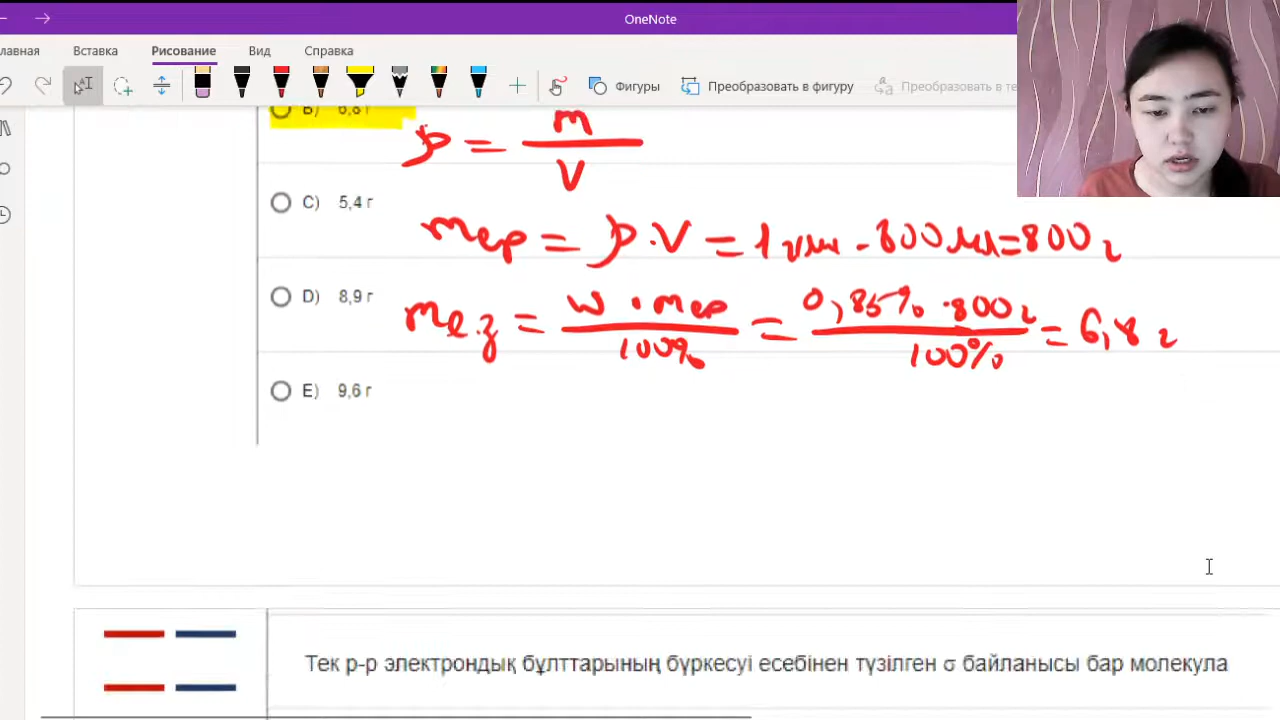 OneNote
лавная Вставка Рисование Вид Справка
Фигуры Преобразовать в фигуру Преобразовать в те
B) 6,8 г
ρ = m / V
C) 5,4 г
mер = ρ · V = 1 г/мл · 800 мл = 800 г
D) 8,9 г
mе.з = w · mер / 100% = 0,85% · 800 г / 100% = 6,8 г
E) 9,6 г
Тек р-р электрондық бұлттарының бүркесуі есебінен түзілген σ байланысы бар молекула